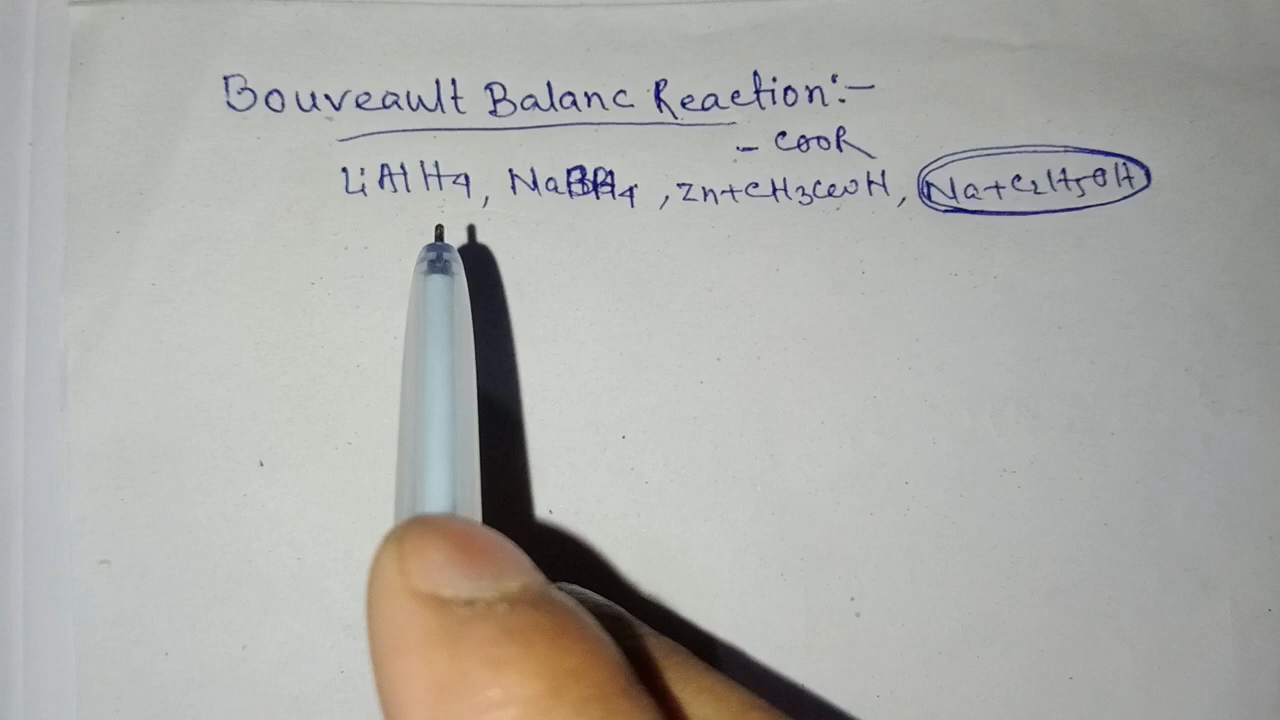 Bouveault Balanc Reaction:-
- COOR
LiAlH4, NaBH4, Zn+CH3COOH, Na+C2H5OH